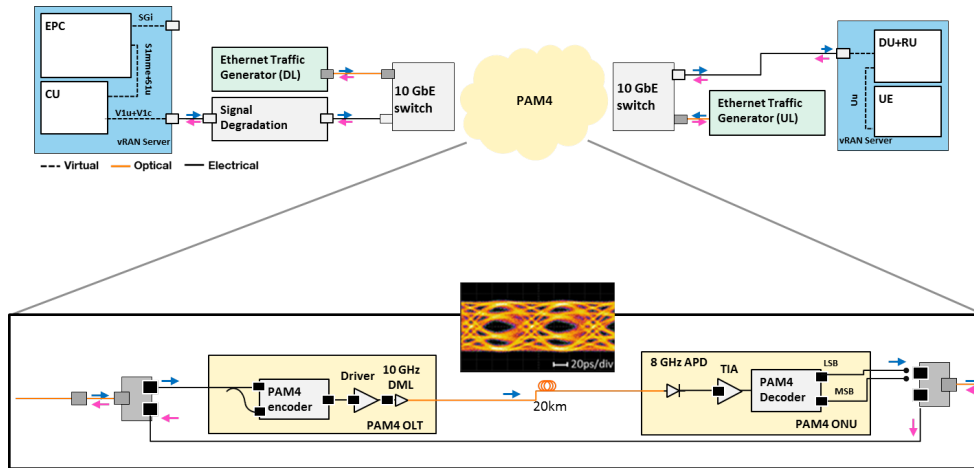 EPC
SGi
S1mme+61u
CU
V1u+V1c
vRAN Server
Ethernet Traffic
Generator (DL)
Signal
Degradation
10 GbE
switch
PAM4
10 GbE
switch
Ethernet Traffic
Generator (UL)
DU+RU
Uu
UE
vRAN Server
Virtual
Optical
Electrical
20ps/div
PAM4
encoder
Driver
10 GHz
DML
PAM4 OLT
20km
8 GHz APD
TIA
PAM4
Decoder
LSB
MSB
PAM4 ONU